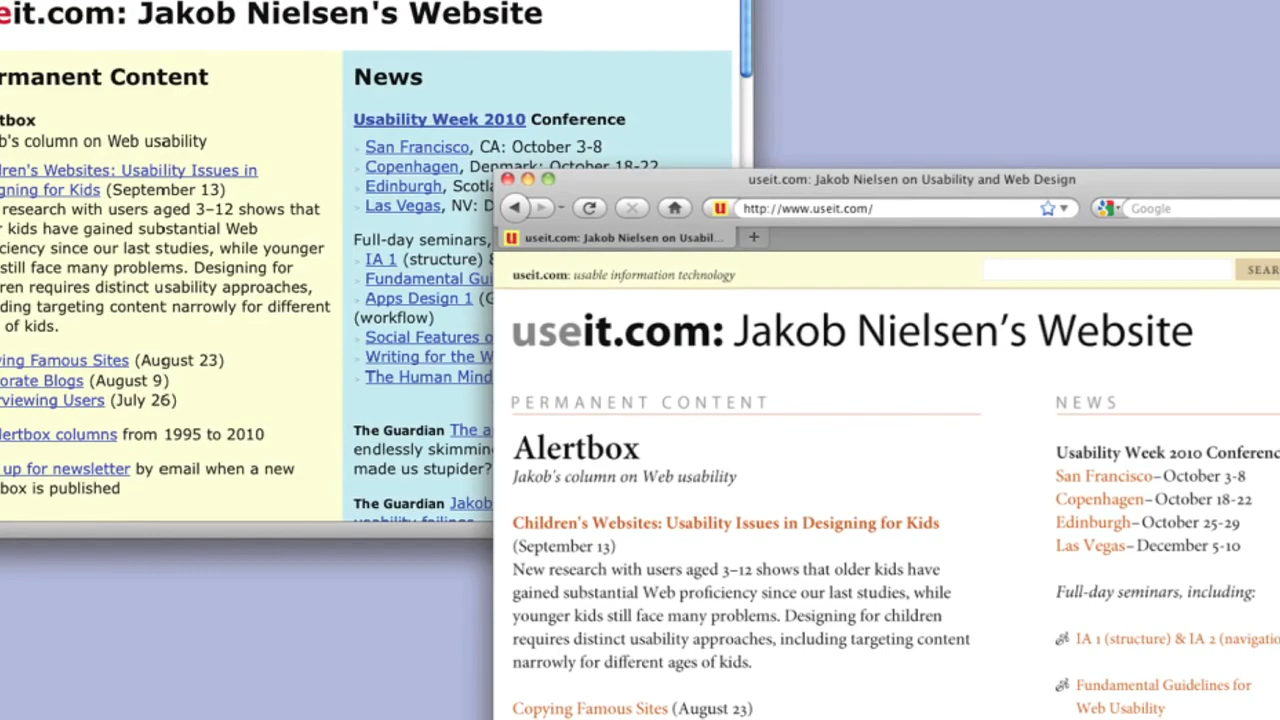 eit.com: Jakob Nielsen's Website
rmanent Content
tbox
b's column on Web usability
ren's Websites: Usability Issues in
gning for Kids (September 13)
research with users aged 3–12 shows that
r kids have gained substantial Web
ciency since our last studies, while younger
still face many problems. Designing for
ren requires distinct usability approaches,
ding targeting content narrowly for different
of kids.
ing Famous Sites (August 23)
orate Blogs (August 9)
rviewing Users (July 26)
lertbox columns from 1995 to 2010
up for newsletter by email when a new
box is published
News
Usability Week 2010 Conference
San Francisco, CA: October 3-8
Copenhagen, Denmark: October 18-22
Edinburgh, Scotl
Las Vegas, NV: D
Full-day seminars,
IA 1 (structure) &
Fundamental Gui
Apps Design 1 (G
(workflow)
Social Features o
Writing for the W
The Human Mind
The Guardian The a
endlessly skimmin
made us stupider?
The Guardian Jakob
usability failings
useit.com: Jakob Nielsen on Usability and Web Design
http://www.useit.com/
Google
useit.com: Jakob Nielsen on Usabil...
useit.com: usable information technology
SEAR
useit.com: Jakob Nielsen's Website
PERMANENT CONTENT
Alertbox
Jakob's column on Web usability
Children's Websites: Usability Issues in Designing for Kids
(September 13)
New research with users aged 3–12 shows that older kids have
gained substantial Web proficiency since our last studies, while
younger kids still face many problems. Designing for children
requires distinct usability approaches, including targeting content
narrowly for different ages of kids.
Copying Famous Sites (August 23)
NEWS
Usability Week 2010 Conferenc
San Francisco–October 3-8
Copenhagen–October 18-22
Edinburgh–October 25-29
Las Vegas–December 5-10
Full-day seminars, including:
IA 1 (structure) & IA 2 (navigatio
Fundamental Guidelines for
Web Usability